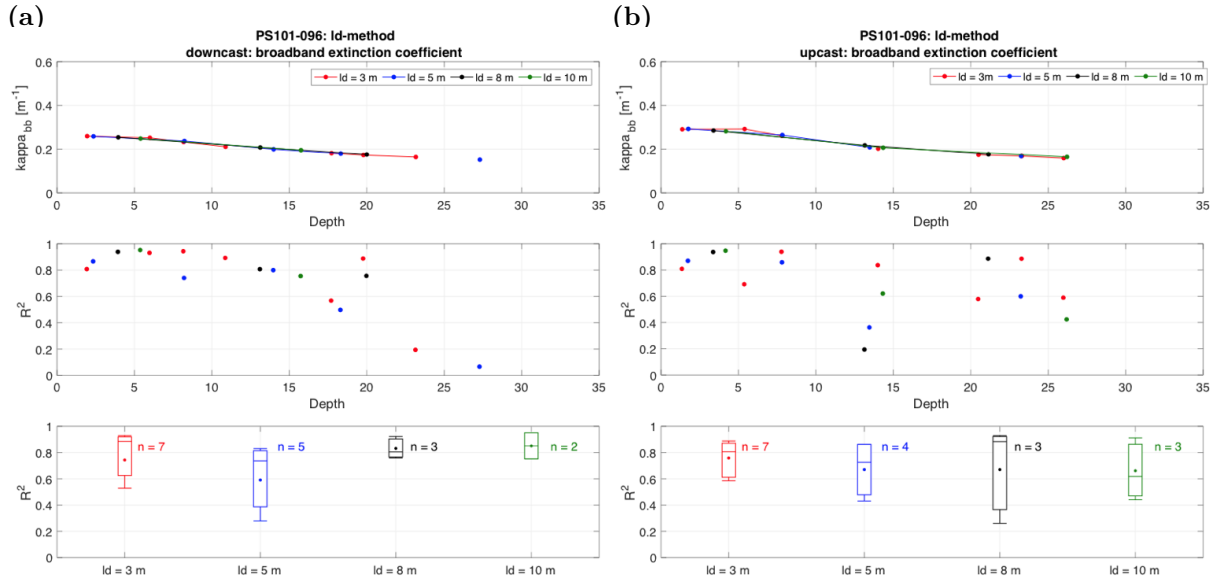 (a)
PS101-096: ld-method
downcast: broadband extinction coefficient
kappa bb [m-1]
0.6
0.4
0.2
0
ld = 3 m ld = 5 m ld = 8 m ld = 10 m
0 5 10 15 20 25 30 35
Depth
R2
1
0.8
0.6
0.4
0.2
0
0 5 10 15 20 25 30 35
Depth
R2
1
0.8
0.6
0.4
0.2
0
n = 7 n = 5 n = 3 n = 2
ld = 3 m ld = 5 m ld = 8 m ld = 10 m
(b)
PS101-096: ld-method
upcast: broadband extinction coefficient
kappa bb [m-1]
0.6
0.4
0.2
0
ld = 3m ld = 5 m ld = 8 m ld = 10 m
0 5 10 15 20 25 30 35
Depth
R2
1
0.8
0.6
0.4
0.2
0
0 5 10 15 20 25 30 35
Depth
R2
1
0.8
0.6
0.4
0.2
0
n = 7 n = 4 n = 3 n = 3
ld = 3 m ld = 5 m ld = 8 m ld = 10 m